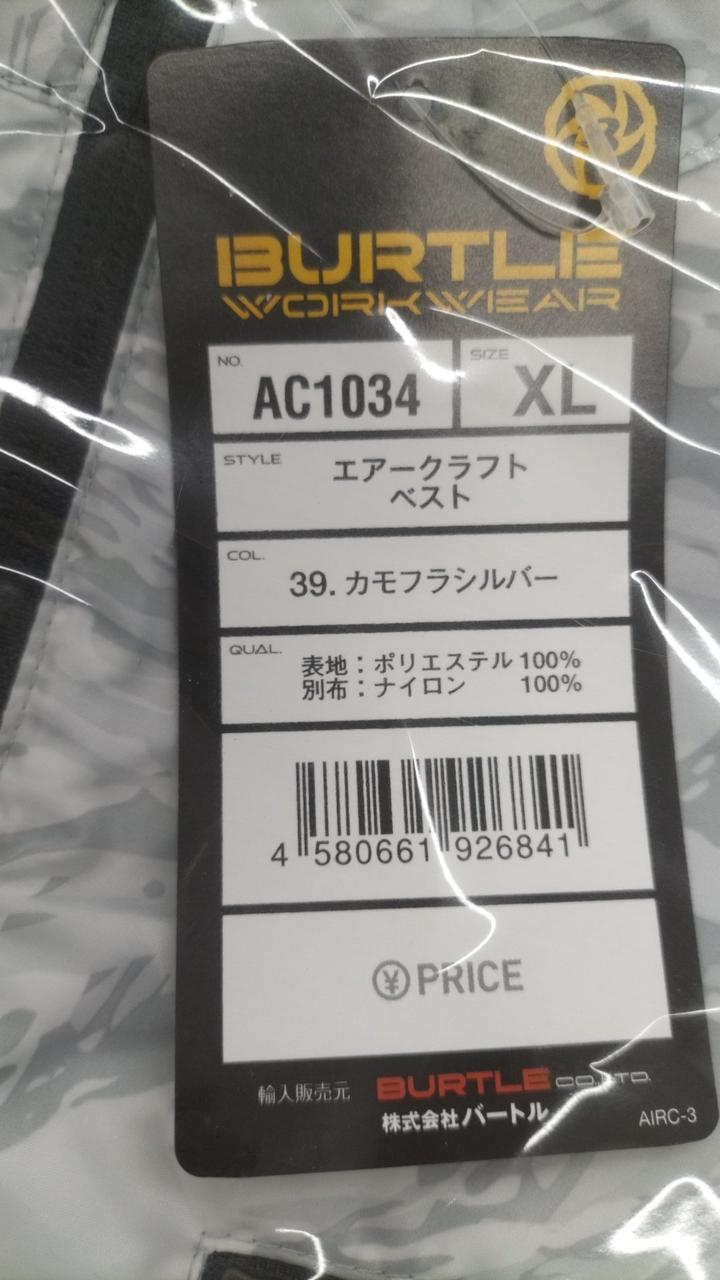 BURTLE
WORKWEAR
NO.
AC1034
SIZE
XL
STYLE
エアークラフト
ベスト
COL.
39. カモフラシルバー
QUAL.
表地：ポリエステル 100%
別布：ナイロン 100%
4 580661 926841
¥ PRICE
輸入販売元 BURTLE CO.,LTD.
株式会社バートル
AIRC-3